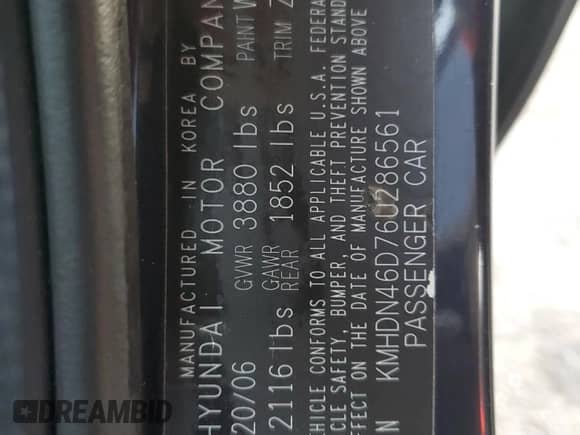 MANUFACTURED IN KOREA BY
HYUNDAI MOTOR COMPAN
20/06 GVWR 3880 lbs PAINT
2116 lbs GAWR REAR 1852 lbs TRIM
EHICLE CONFORMS TO ALL APPLICABLE U.S.A. FEDERA
ICLE SAFETY, BUMPER, AND THEFT PREVENTION STAND
EFFECT ON THE DATE OF MANUFACTURE SHOWN ABOVE
N KMHDN46D76U286561
PASSENGER CAR
DREAMBID